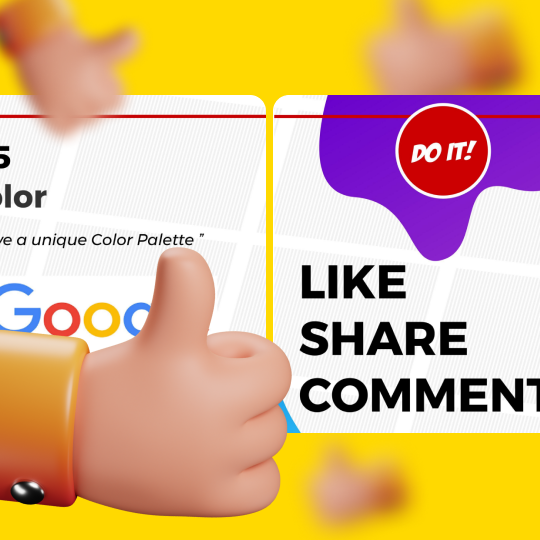 5
olor
ve a unique Color Palette ”
Goo
DO IT!
LIKE
SHARE
COMMENT